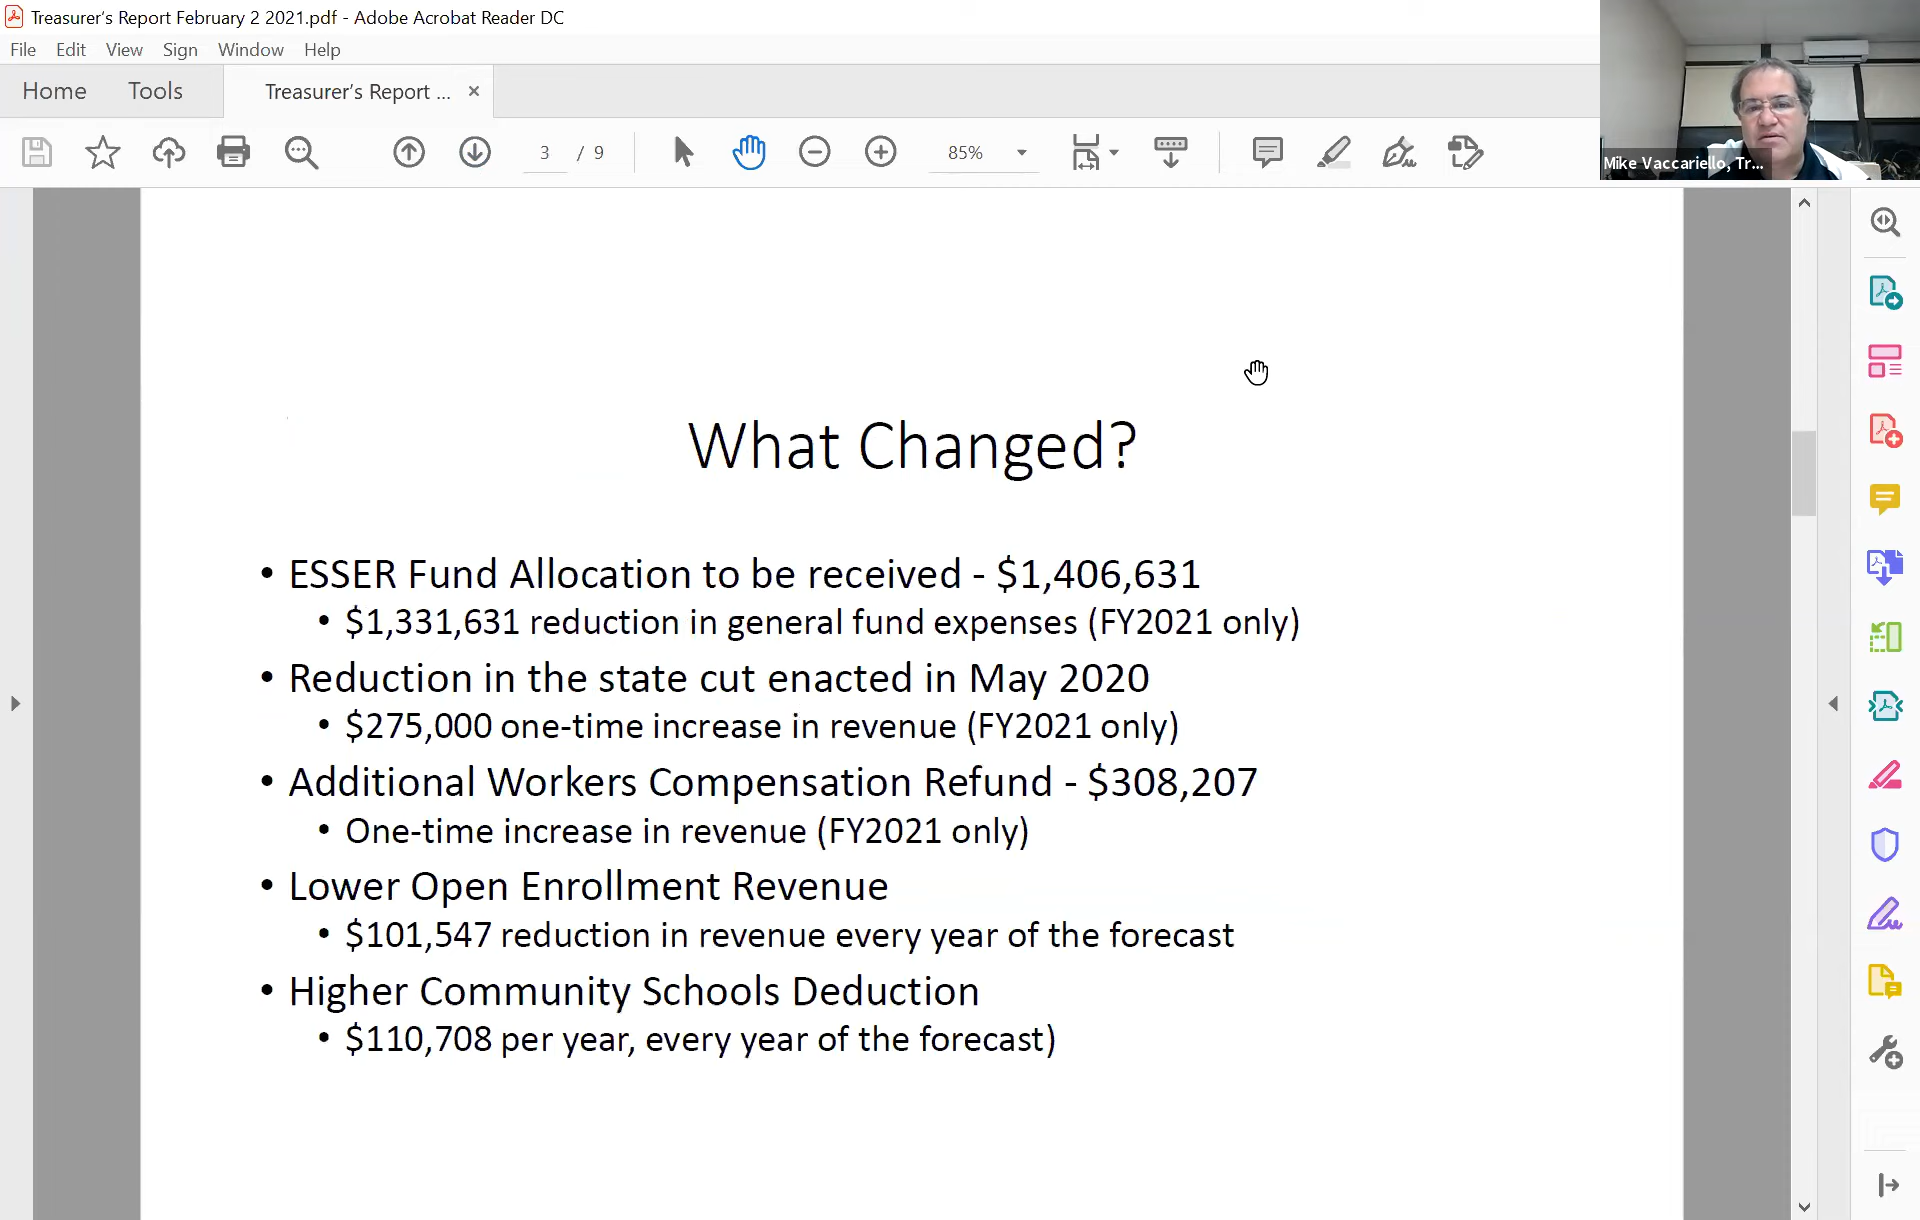 Treasurer's Report February 2 2021.pdf - Adobe Acrobat Reader DC
File Edit View Sign Window Help
Home Tools Treasurer's Report ... ×
3 / 9 85%
Mike Vaccariello, Tr...
What Changed?
• ESSER Fund Allocation to be received - $1,406,631
• $1,331,631 reduction in general fund expenses (FY2021 only)
• Reduction in the state cut enacted in May 2020
• $275,000 one-time increase in revenue (FY2021 only)
• Additional Workers Compensation Refund - $308,207
• One-time increase in revenue (FY2021 only)
• Lower Open Enrollment Revenue
• $101,547 reduction in revenue every year of the forecast
• Higher Community Schools Deduction
• $110,708 per year, every year of the forecast)